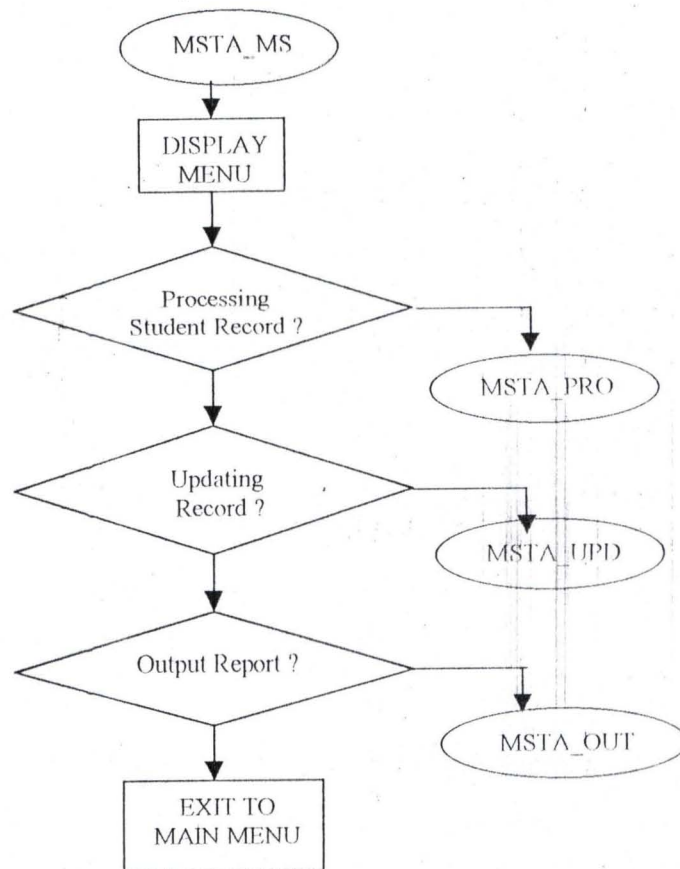 MSTA_MS
DISPLAY
MENU
Processing
Student Record ?
MSTA_PRO
Updating
Record ?
MSTA_UPD
Output Report ?
MSTA_OUT
EXIT TO
MAIN MENU